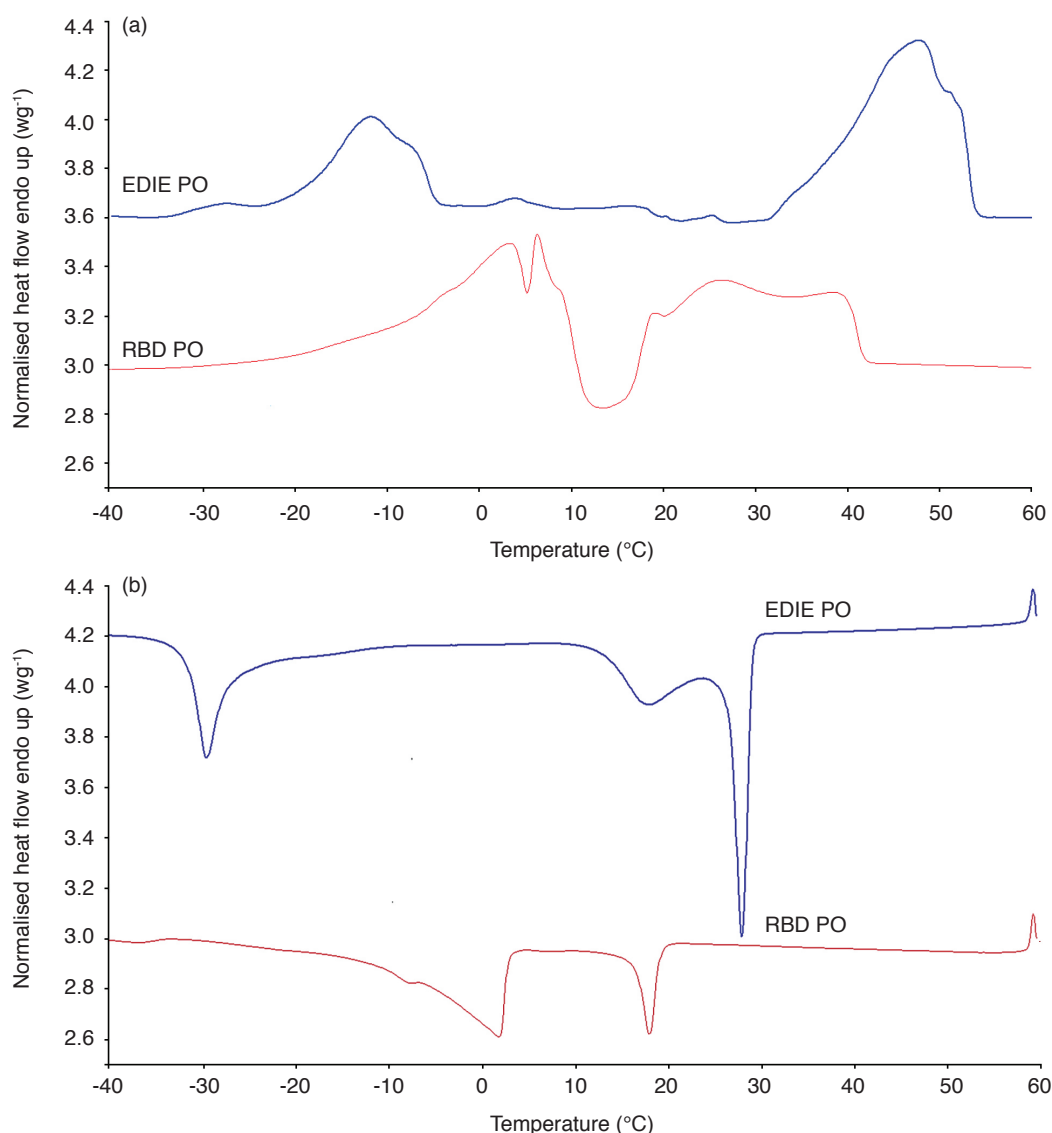 (a)
Normalised heat flow endo up (wg-1)
4.4
4.2
4.0
3.8
3.6
3.4
3.2
3.0
2.8
2.6
EDIE PO
RBD PO
-40 -30 -20 -10 0 10 20 30 40 50 60
Temperature (°C)
(b)
Normalised heat flow endo up (wg-1)
4.4
4.2
4.0
3.8
3.6
3.4
3.2
3.0
2.8
2.6
EDIE PO
RBD PO
-40 -30 -20 -10 0 10 20 30 40 50 60
Temperature (°C)